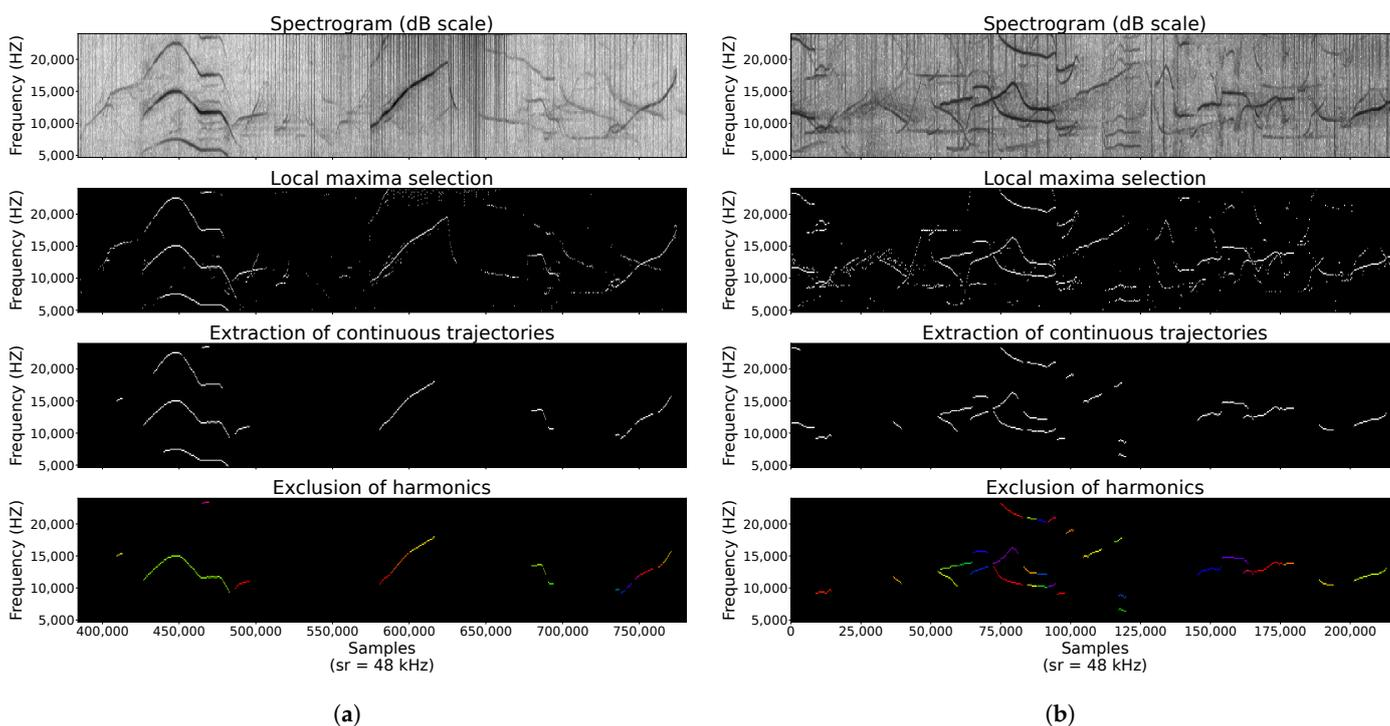 Spectrogram (dB scale)
Frequency (HZ)
20,000
15,000
10,000
5,000
Local maxima selection
Frequency (HZ)
20,000
15,000
10,000
5,000
Extraction of continuous trajectories
Frequency (HZ)
20,000
15,000
10,000
5,000
Exclusion of harmonics
Frequency (HZ)
20,000
15,000
10,000
5,000
400,000 450,000 500,000 550,000 600,000 650,000 700,000 750,000
Samples
(sr = 48 kHz)
(a)
Spectrogram (dB scale)
Frequency (HZ)
20,000
15,000
10,000
5,000
Local maxima selection
Frequency (HZ)
20,000
15,000
10,000
5,000
Extraction of continuous trajectories
Frequency (HZ)
20,000
15,000
10,000
5,000
Exclusion of harmonics
Frequency (HZ)
20,000
15,000
10,000
5,000
0 25,000 50,000 75,000 100,000 125,000 150,000 175,000 200,000
Samples
(sr = 48 kHz)
(b)